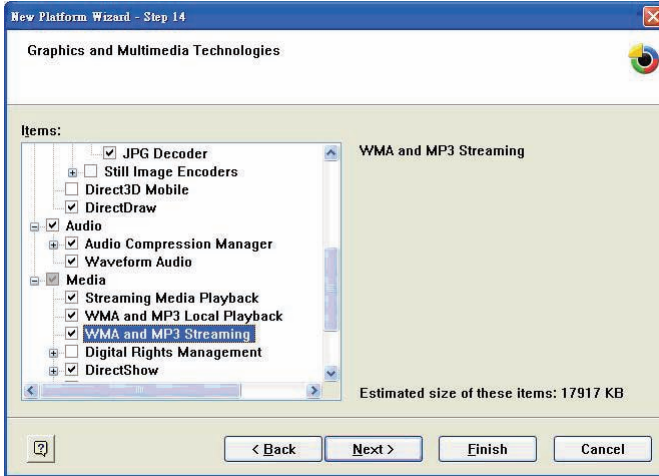 New Platform Wizard - Step 14
Graphics and Multimedia Technologies
Items:
JPG Decoder
Still Image Encoders
Direct3D Mobile
DirectDraw
Audio
Audio Compression Manager
Waveform Audio
Media
Streaming Media Playback
WMA and MP3 Local Playback
WMA and MP3 Streaming
Digital Rights Management
DirectShow
WMA and MP3 Streaming
Estimated size of these items: 17917 KB
< Back
Next >
Finish
Cancel